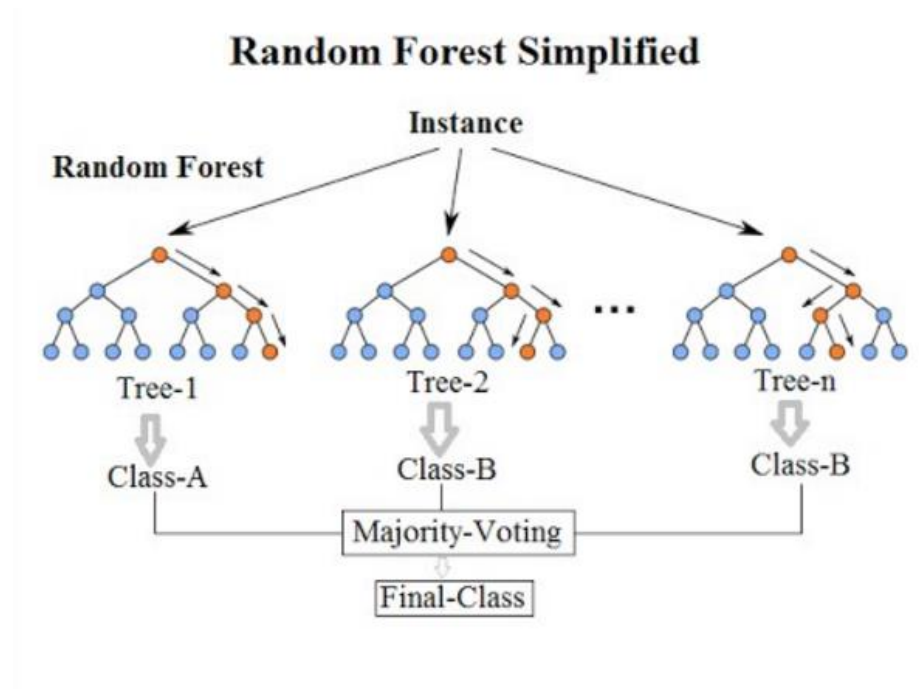 Random Forest Simplified
Instance
Random Forest
...
Tree-1
Tree-2
Tree-n
Class-A
Class-B
Class-B
Majority-Voting
Final-Class